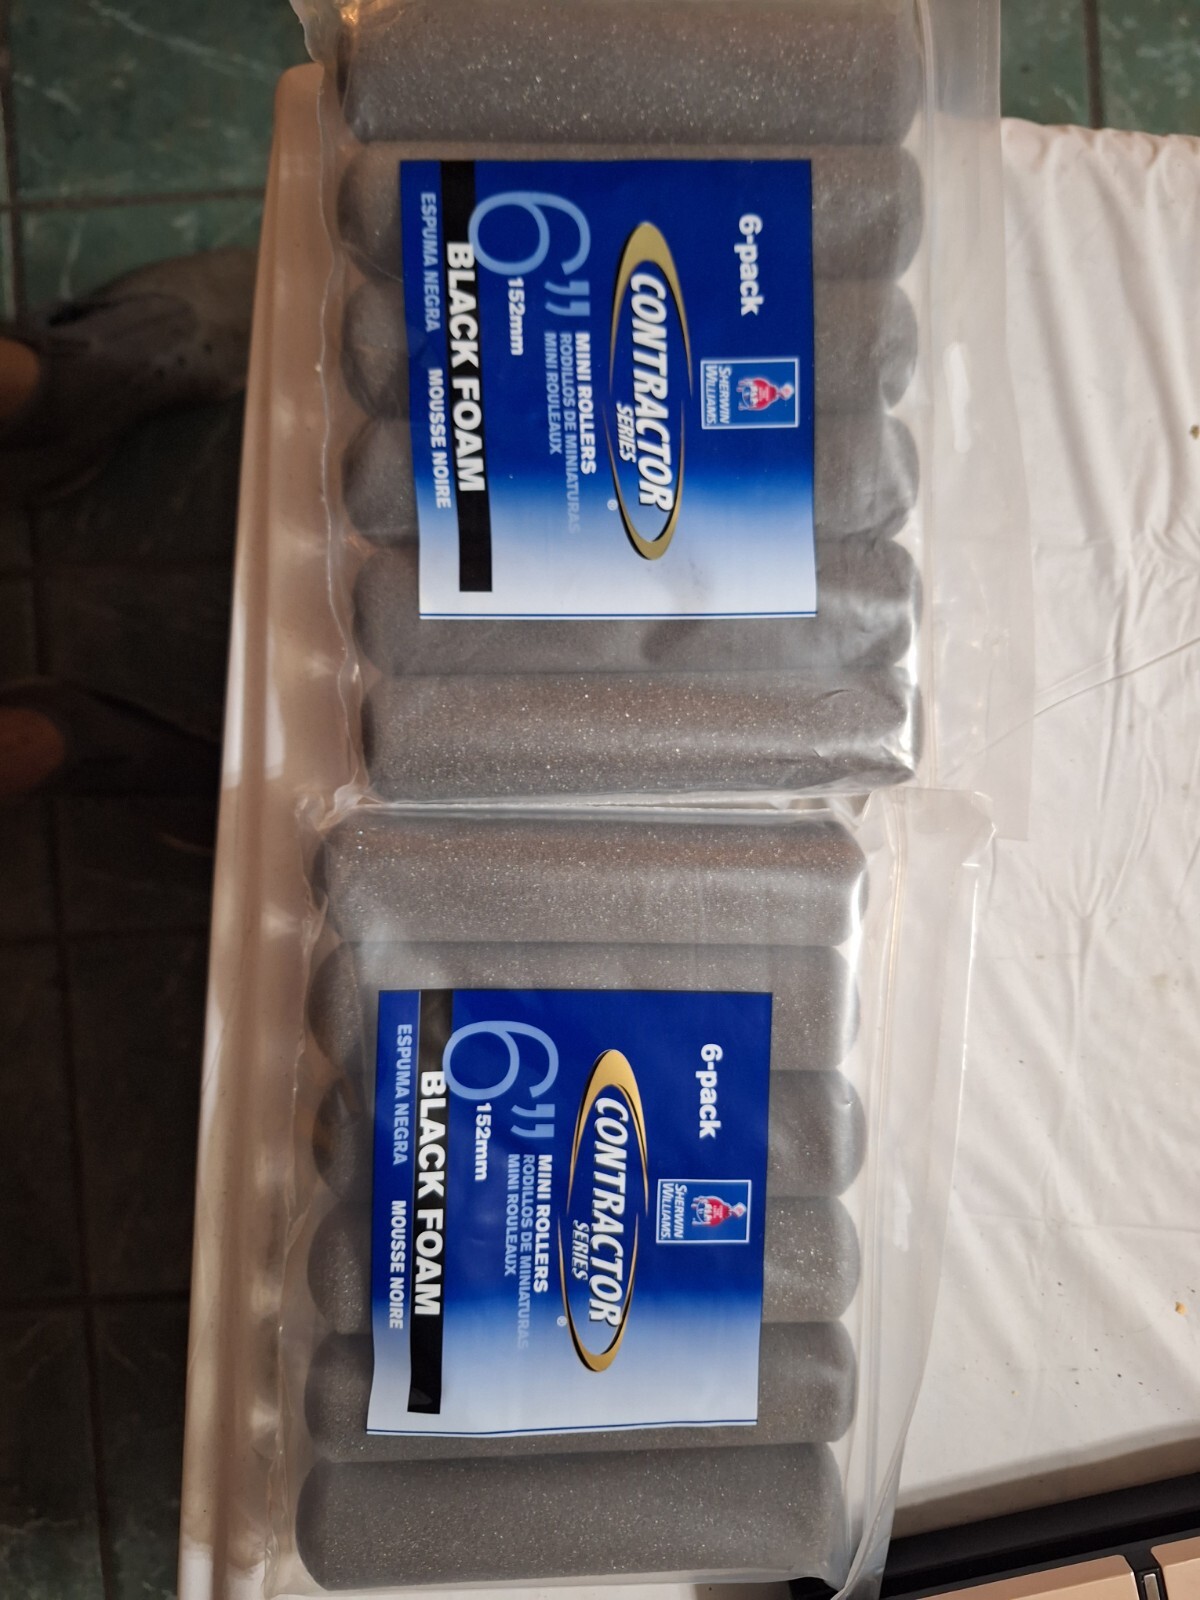 6-pack
SHERWIN
WILLIAMS.
CONTRACTOR
SERIES
®
6"
152mm
MINI ROLLERS
RODILLOS DE MINIATURAS
MINI ROULEAUX
BLACK FOAM
ESPUMA NEGRA MOUSSE NOIRE
6-pack
SHERWIN
WILLIAMS.
CONTRACTOR
SERIES
®
6"
152mm
MINI ROLLERS
RODILLOS DE MINIATURAS
MINI ROULEAUX
BLACK FOAM
ESPUMA NEGRA MOUSSE NOIRE